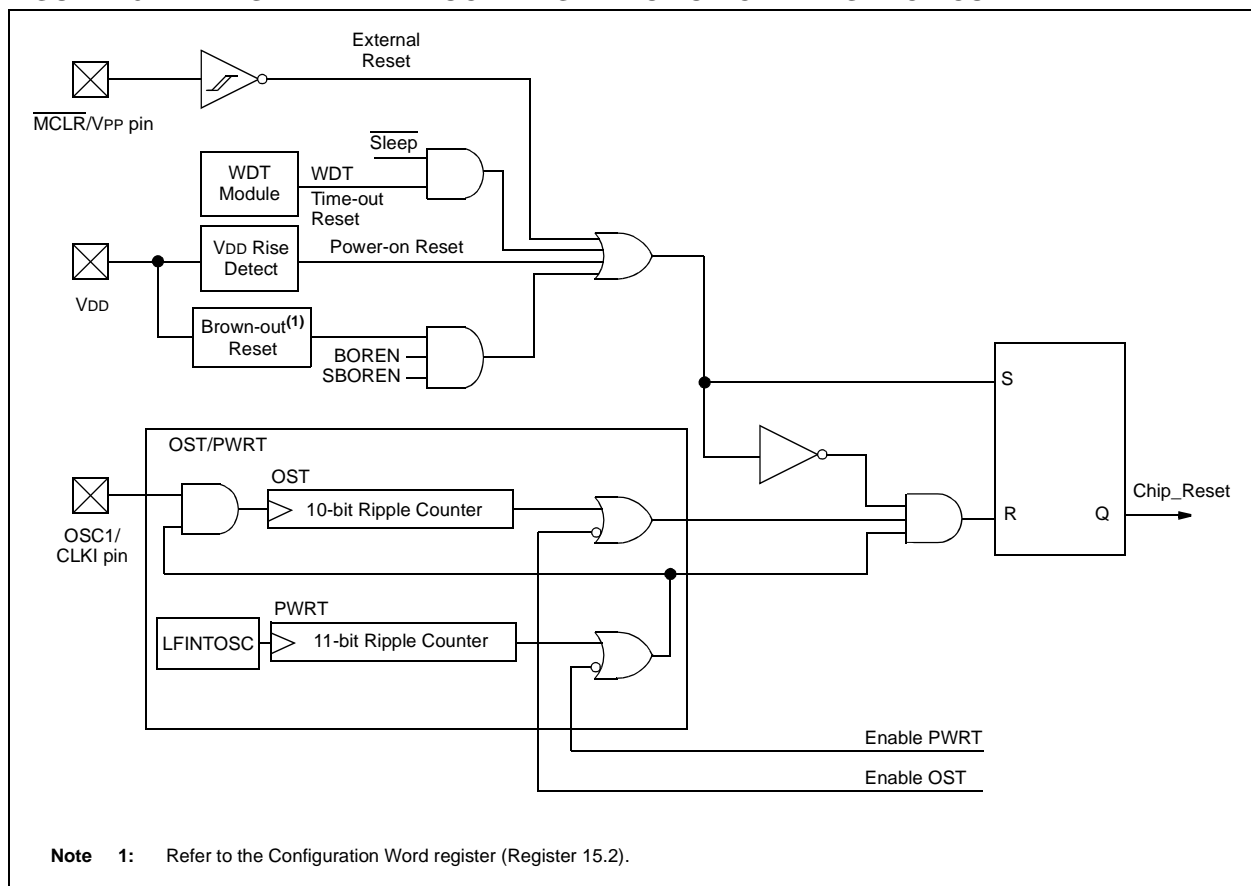 External
Reset
MCLR/VPP pin
Sleep
WDT
Module
WDT
Time-out
Reset
VDD Rise
Detect
Power-on Reset
VDD
Brown-out(1)
Reset
BOREN
SBOREN
S
OST/PWRT
OST
10-bit Ripple Counter
OSC1/
CLKI pin
Chip_Reset
R
Q
PWRT
LFINTOSC
11-bit Ripple Counter
Enable PWRT
Enable OST
Note 1: Refer to the Configuration Word register (Register 15.2).